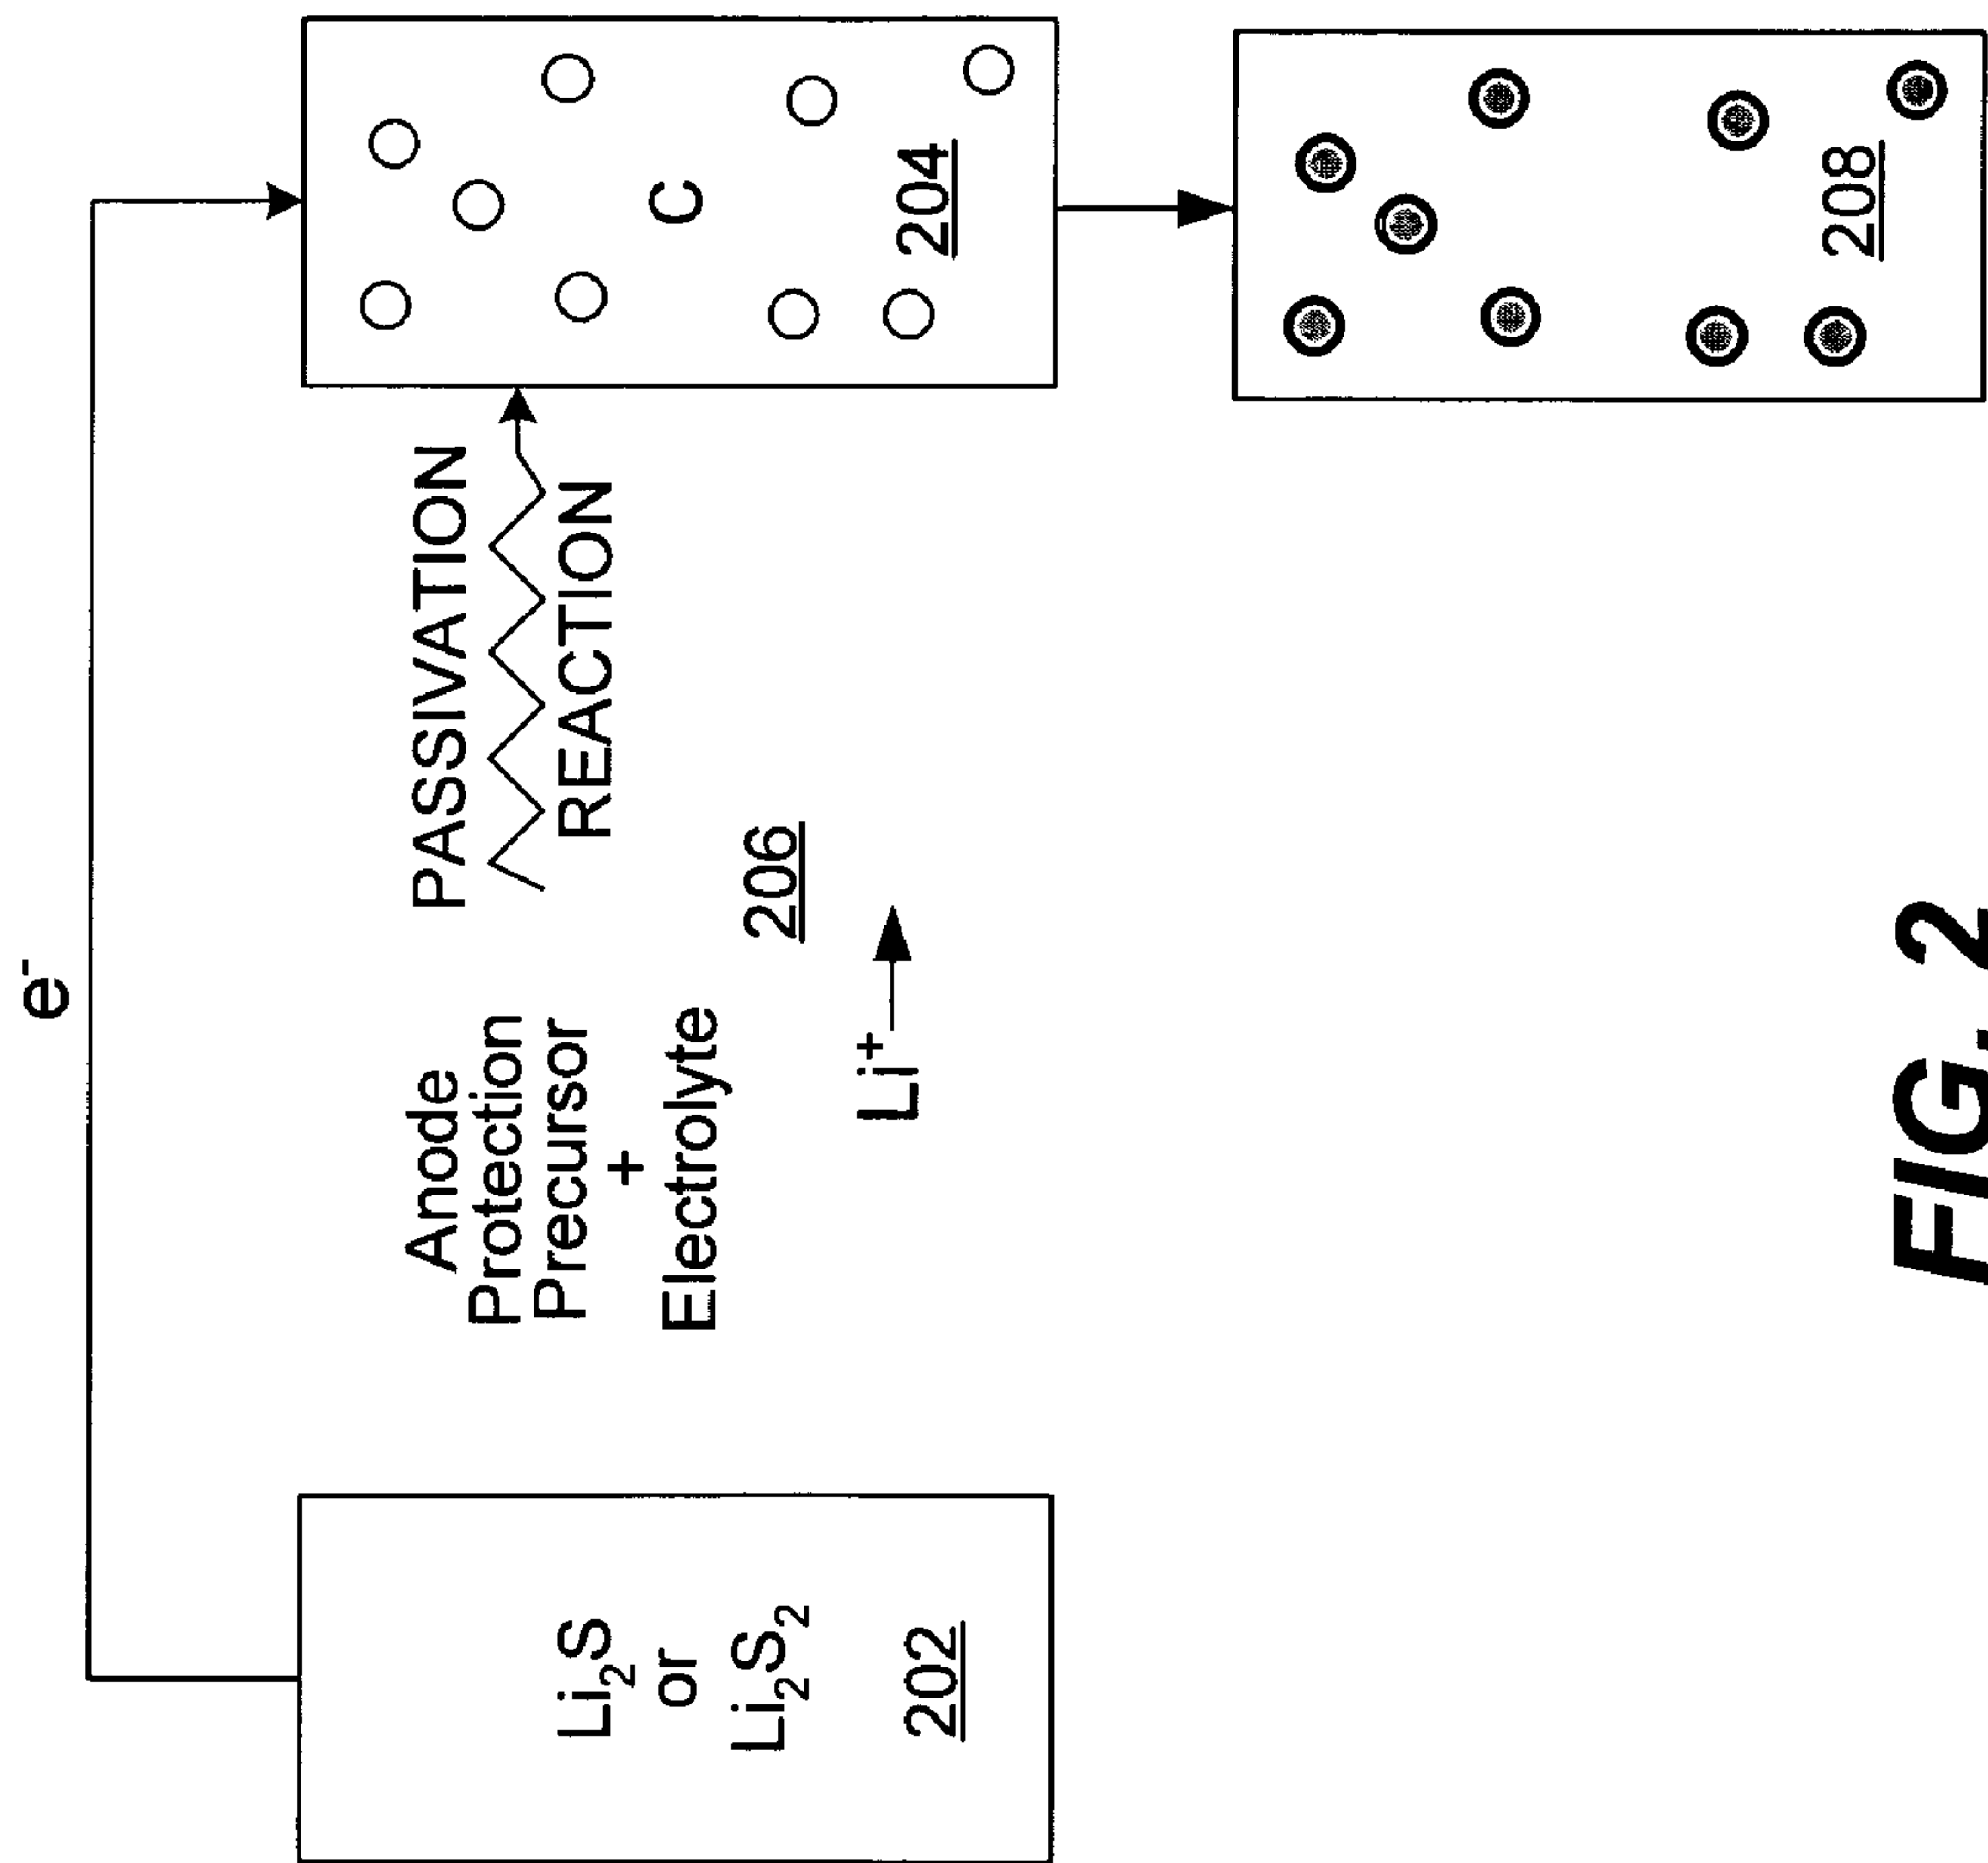 e⁻
Li₂S
or
Li₂S₂
202
Anode
Protection
Precursor
+
Electrolyte
206
Li⁺
PASSIVATION
REACTION
C
204
208
FIG. 2